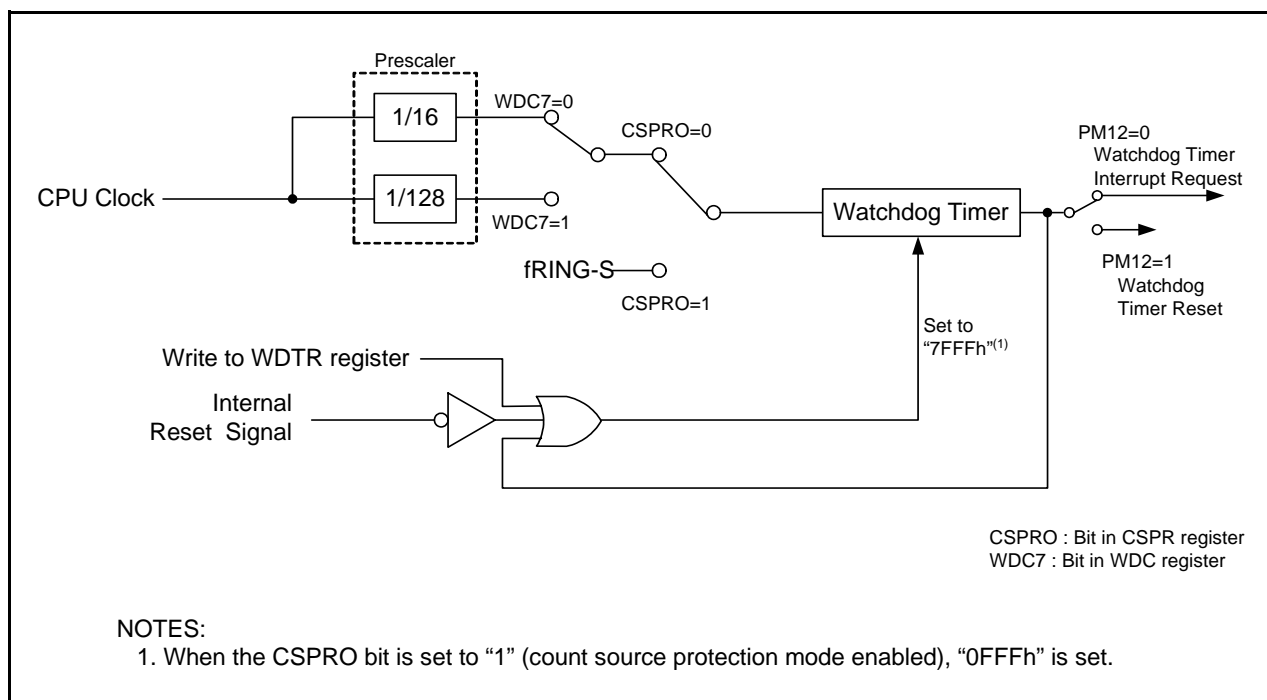 Prescaler
1/16
1/128
CPU Clock
WDC7=0
WDC7=1
CSPRO=0
fRING-S
CSPRO=1
Watchdog Timer
PM12=0
Watchdog Timer
Interrupt Request
PM12=1
Watchdog
Timer Reset
Set to
“7FFFh”(1)
Write to WDTR register
Internal
Reset Signal
CSPRO : Bit in CSPR register
WDC7 : Bit in WDC register
NOTES:
1. When the CSPRO bit is set to “1” (count source protection mode enabled), “0FFFh” is set.